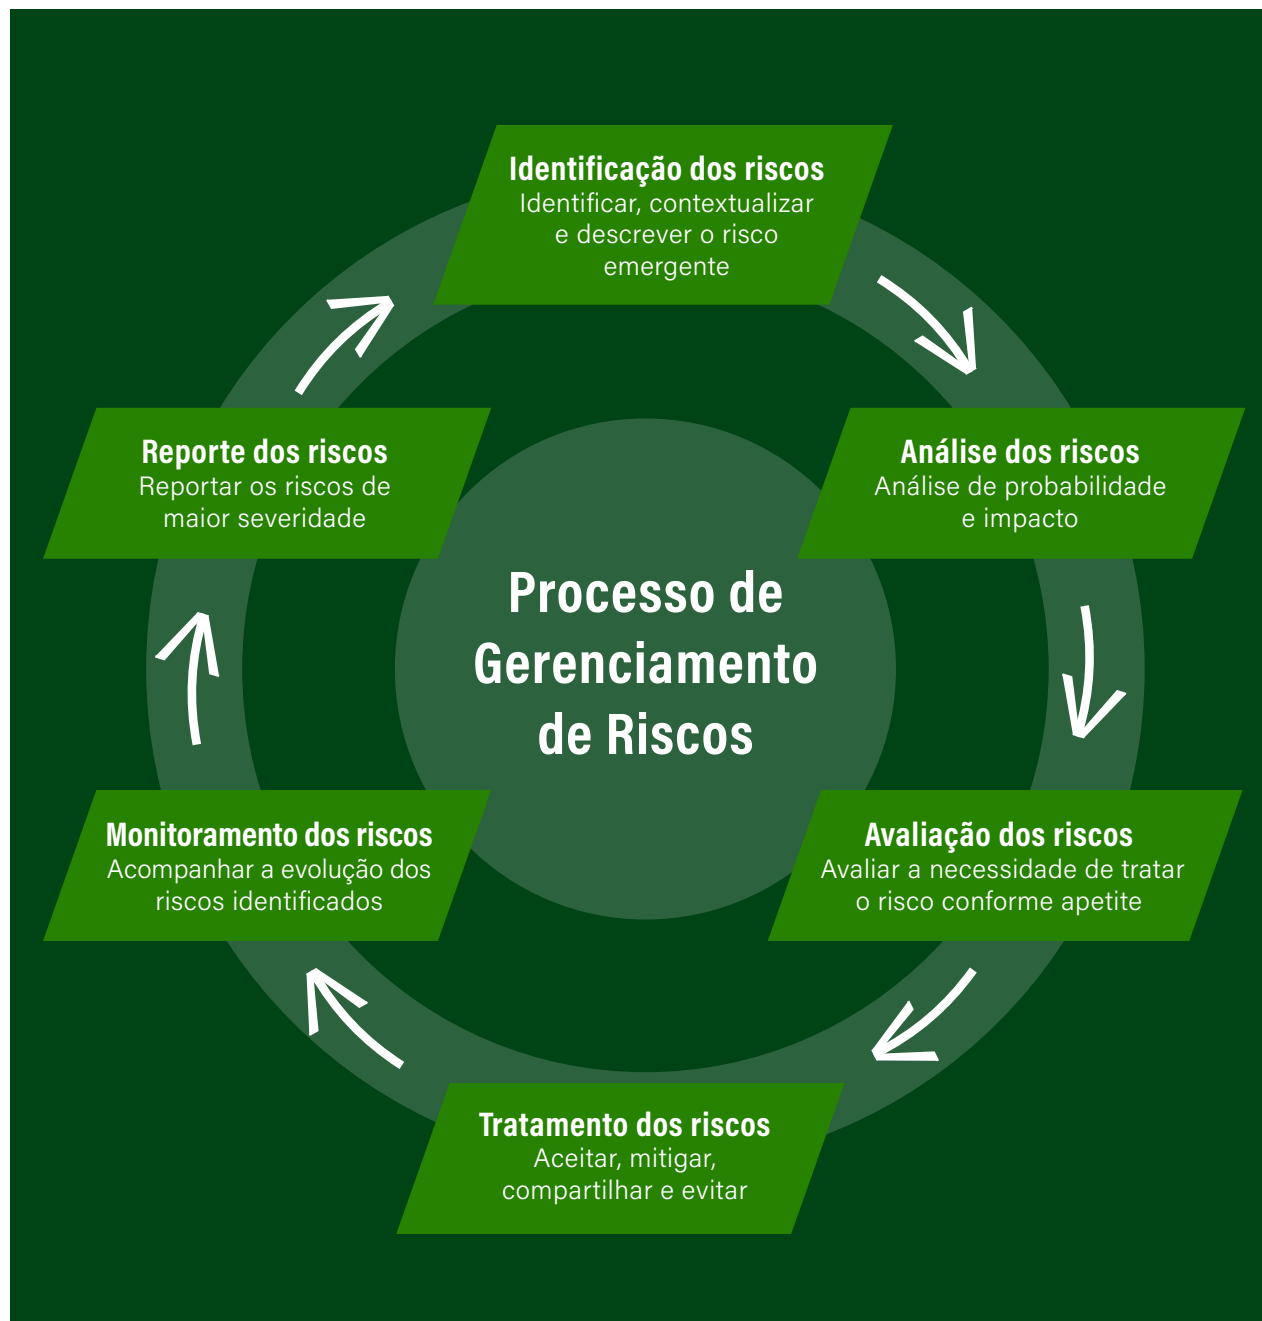 Identificação dos riscos
Identificar, contextualizar
e descrever o risco
emergente
Análise dos riscos
Análise de probabilidade
e impacto
Avaliação dos riscos
Avaliar a necessidade de tratar
o risco conforme apetite
Tratamento dos riscos
Aceitar, mitigar,
compartilhar e evitar
Monitoramento dos riscos
Acompanhar a evolução dos
riscos identificados
Reporte dos riscos
Reportar os riscos de
maior severidade
Processo de
Gerenciamento
de Riscos